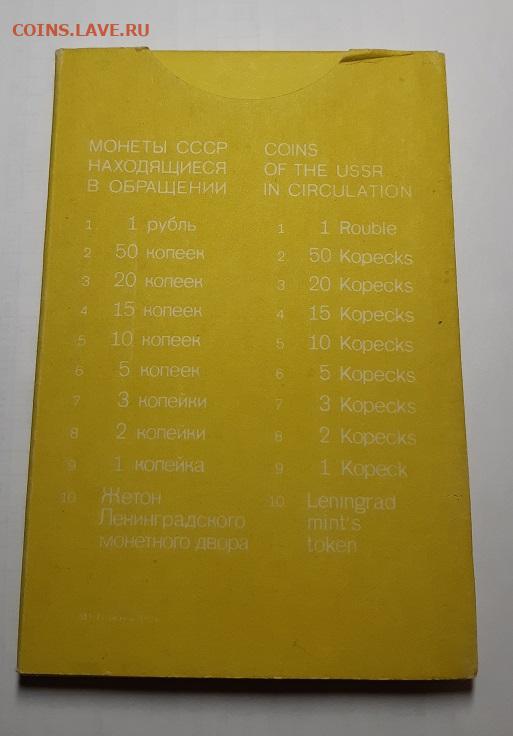 COINS.LAVE.RU
МОНЕТЫ СССР
НАХОДЯЩИЕСЯ
В ОБРАЩЕНИИ
1 1 рубль
2 50 копеек
3 20 копеек
4 15 копеек
5 10 копеек
6 5 копеек
7 3 копейки
8 2 копейки
9 1 копейка
10 Жетон
Ленинградского
монетного двора
COINS
OF THE USSR
IN CIRCULATION
1 1 Rouble
2 50 Kopecks
3 20 Kopecks
4 15 Kopecks
5 10 Kopecks
6 5 Kopecks
7 3 Kopecks
8 2 Kopecks
9 1 Kopeck
10 Leningrad
mint's
token